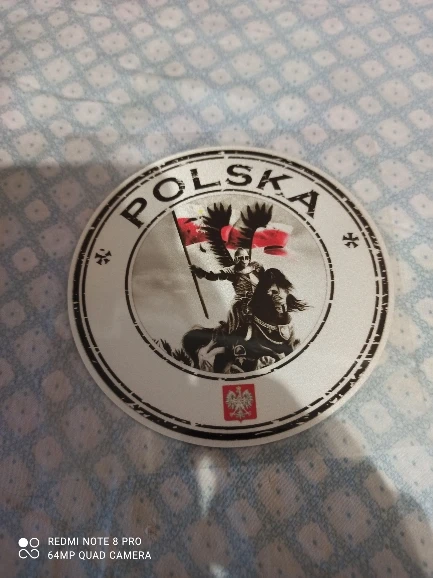 POLSKA
REDMI NOTE 8 PRO
64MP QUAD CAMERA